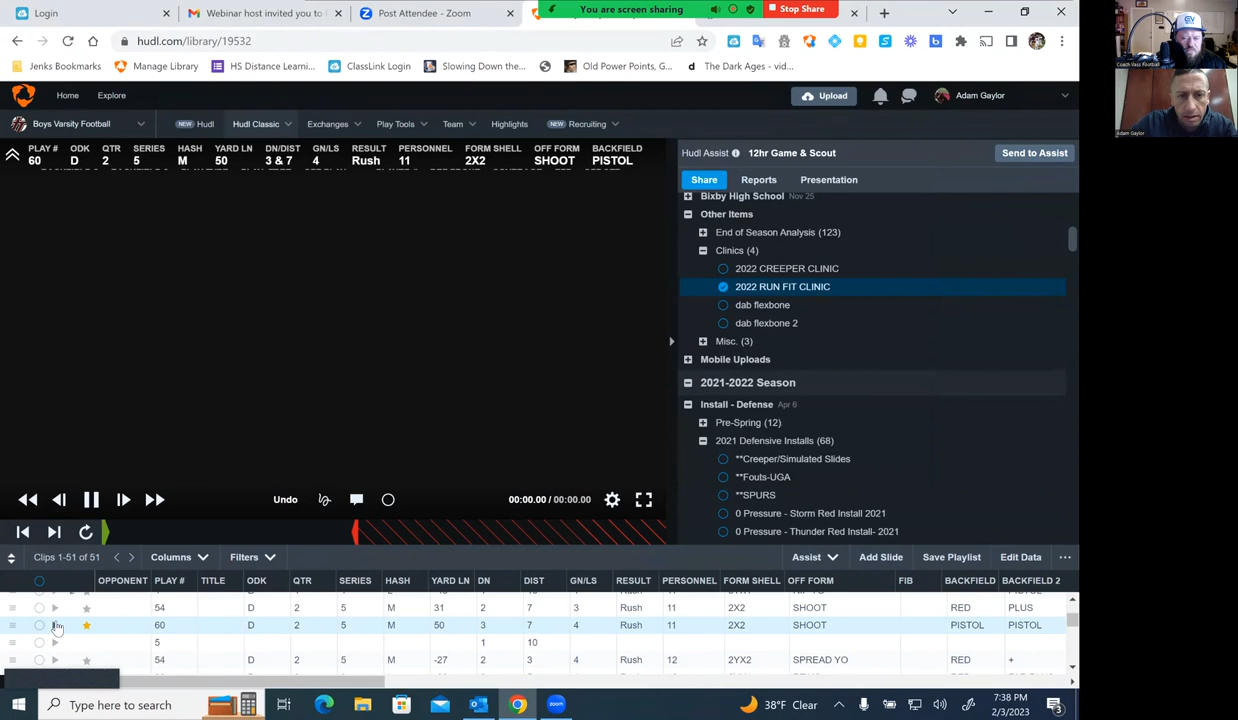 Login
Webinar host invited you to
Post Attendee - Zoom
You are screen sharing
Stop Share
hudl.com/library/19532
Jenks Bookmarks
Manage Library
HS Distance Learni...
ClassLink Login
Slowing Down the...
Old Power Points, G...
The Dark Ages - vid...
Coach Vass Football
Adam Gaylor
Home
Explore
Upload
Adam Gaylor
Boys Varsity Football
NEW Hudl
Hudl Classic
Exchanges
Play Tools
Team
Highlights
NEW Recruiting
PLAY # ODK QTR SERIES HASH YARD LN DN/DIST GN/LS RESULT PERSONNEL FORM SHELL OFF FORM BACKFIELD
60 D 2 5 M 50 3 & 7 4 Rush 11 2X2 SHOOT PISTOL
Hudl Assist 12hr Game & Scout
Send to Assist
Share
Reports
Presentation
Bixby High School Nov 25
Other Items
End of Season Analysis (123)
Clinics (4)
2022 CREEPER CLINIC
2022 RUN FIT CLINIC
dab flexbone
dab flexbone 2
Misc. (3)
Mobile Uploads
2021-2022 Season
Install - Defense Apr 6
Pre-Spring (12)
2021 Defensive Installs (68)
**Creeper/Simulated Slides
**Fouts-UGA
**SPURS
0 Pressure - Storm Red Install 2021
0 Pressure - Thunder Red Install- 2021
Undo
00:00.00 / 00:00.00
Clips 1-51 of 51
Columns
Filters
Assist
Add Slide
Save Playlist
Edit Data
OPPONENT PLAY # TITLE ODK QTR SERIES HASH YARD LN DN DIST GN/LS RESULT PERSONNEL FORM SHELL OFF FORM FIB BACKFIELD BACKFIELD 2
54 D 2 5 M 31 2 7 3 Rush 11 2X2 SHOOT RED PLUS
60 D 2 5 M 50 3 7 4 Rush 11 2X2 SHOOT PISTOL PISTOL
5 1 10
54 D 2 5 M -27 2 3 4 Rush 12 2YX2 SPREAD YO RED +
Type here to search
38°F Clear
7:38 PM
2/3/2023
3